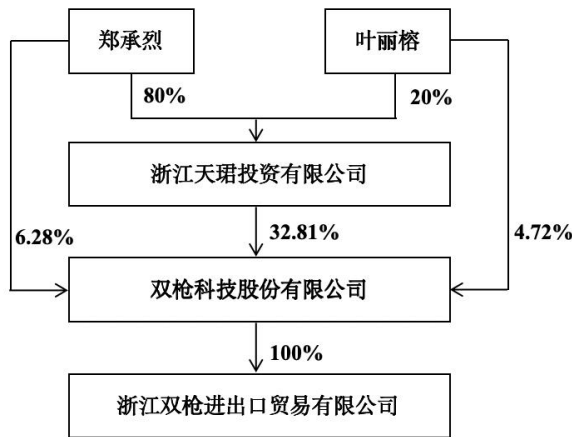 郑承烈
叶丽榕
80%
20%
浙江天珺投资有限公司
6.28%
32.81%
4.72%
双枪科技股份有限公司
100%
浙江双枪进出口贸易有限公司